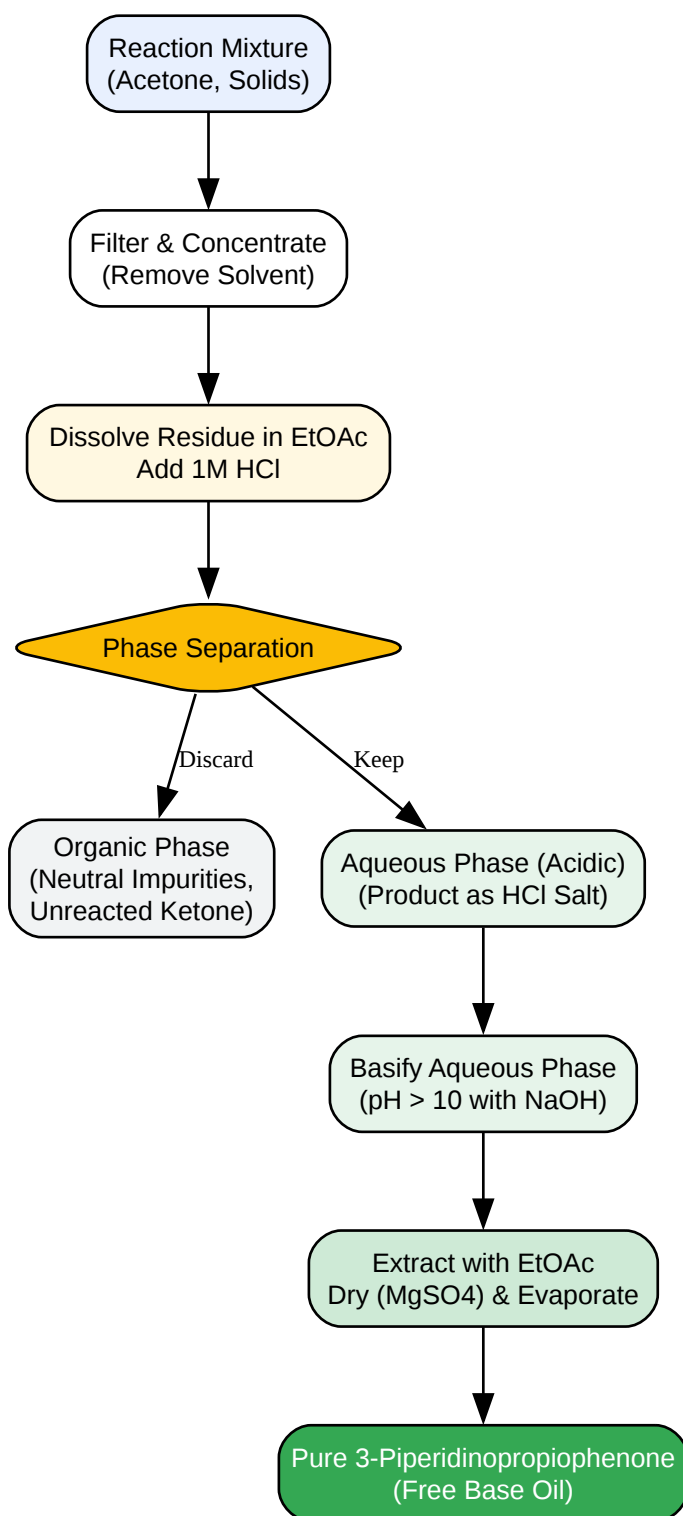 Reaction Mixture
(Acetone, Solids)
Filter & Concentrate
(Remove Solvent)
Dissolve Residue in EtOAc
Add 1M HCl
Phase Separation
Discard
Keep
Organic Phase
(Neutral Impurities,
Unreacted Ketone)
Aqueous Phase (Acidic)
(Product as HCl Salt)
Basify Aqueous Phase
(pH > 10 with NaOH)
Extract with EtOAc
Dry (MgSO4) & Evaporate
Pure 3-Piperidinopropiophenone
(Free Base Oil)